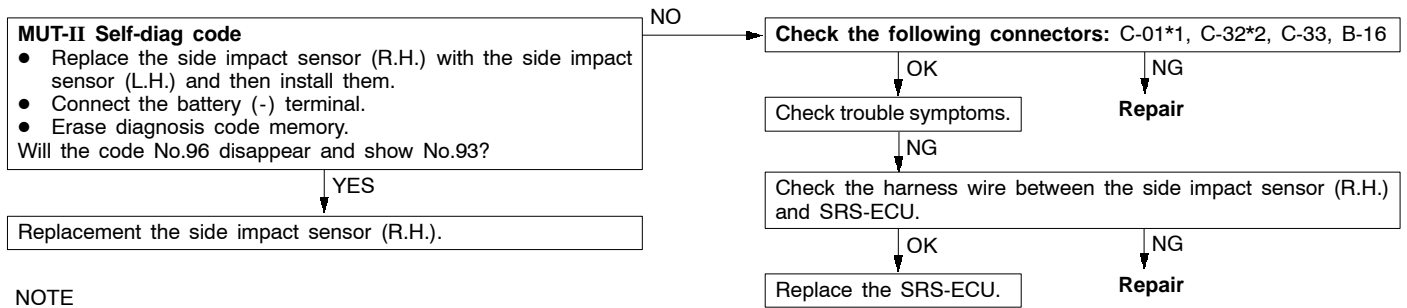 MUT-II Self-diag code
● Replace the side impact sensor (R.H.) with the side impact
sensor (L.H.) and then install them.
● Connect the battery (-) terminal.
● Erase diagnosis code memory.
Will the code No.96 disappear and show No.93?
YES
Replacement the side impact sensor (R.H.).
NOTE
NO
Check the following connectors: C-01*1, C-32*2, C-33, B-16
OK
NG
Check trouble symptoms.
Repair
NG
Check the harness wire between the side impact sensor (R.H.)
and SRS-ECU.
OK
NG
Replace the SRS-ECU.
Repair